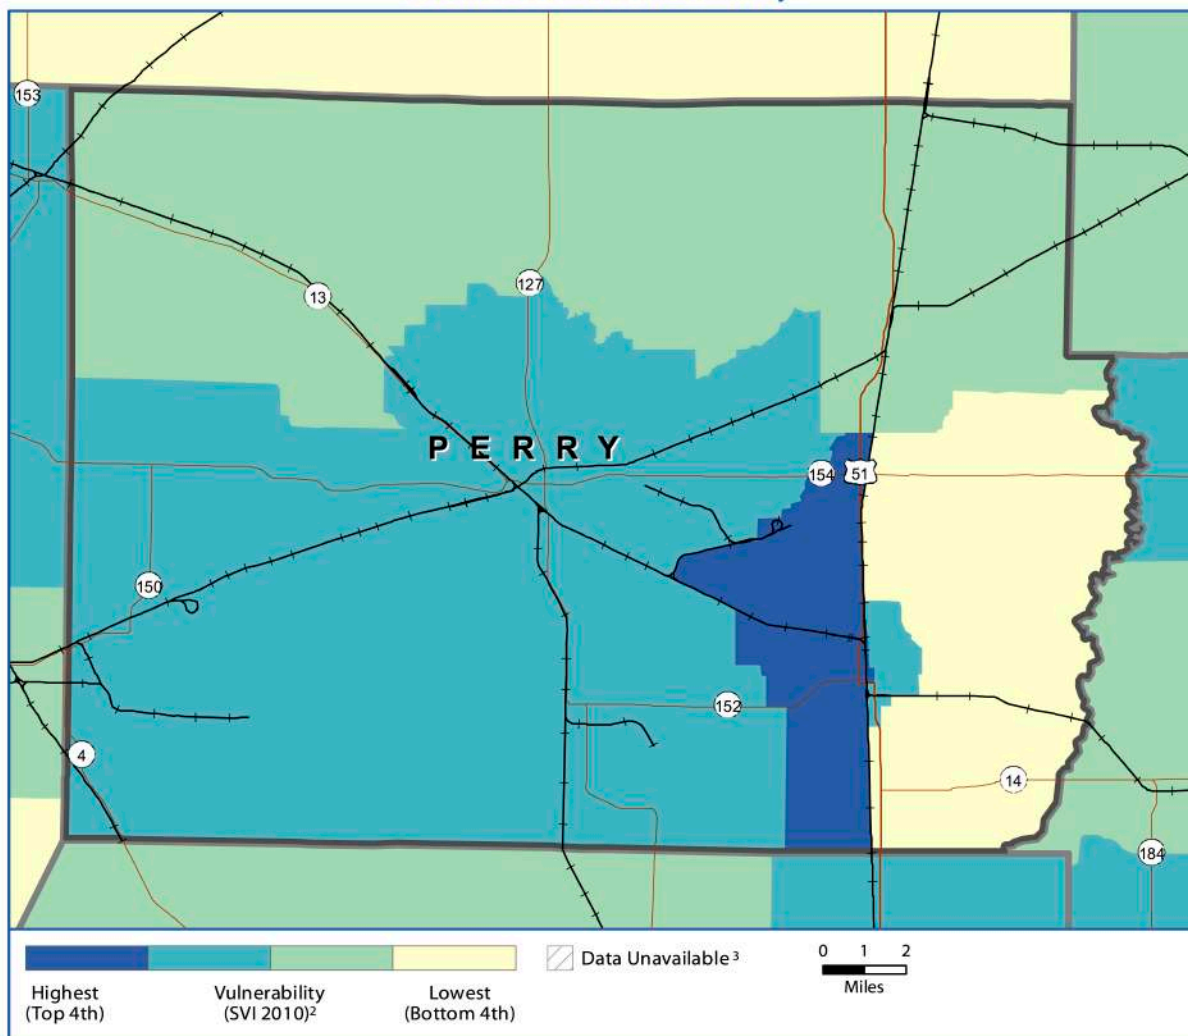 153
127
13
PERRY
154
51
150
152
4
14
184
Data Unavailable³
0 1 2
Miles
Highest
(Top 4th)
Vulnerability
(SVI 2010)²
Lowest
(Bottom 4th)